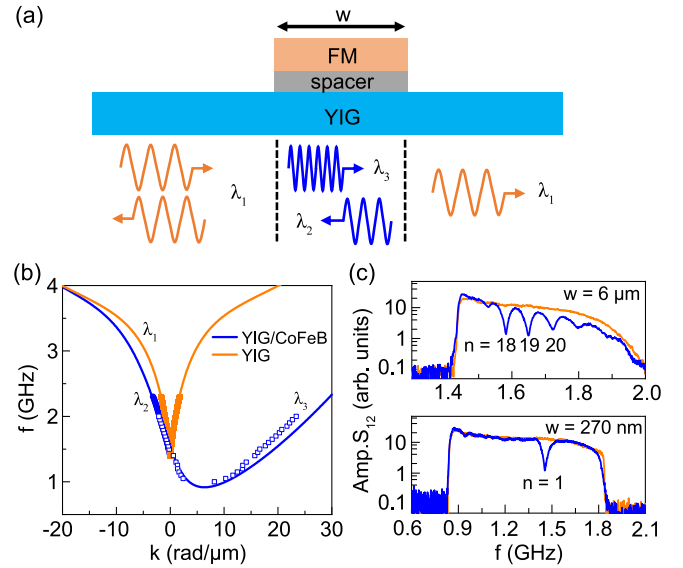 (a)
w
FM
spacer
YIG
λ1
λ3
λ2
λ1
(b)
4
3
2
1
f (GHz)
λ1
λ2
λ3
YIG/CoFeB
YIG
-20 -10 0 10 20 30
k (rad/μm)
(c)
Amp.S12 (arb. units)
10
1
0.1
w = 6 μm
n = 18 19 20
1.4 1.6 1.8 2.0
10
1
0.1
w = 270 nm
n = 1
0.6 0.9 1.2 1.5 1.8 2.1
f (GHz)